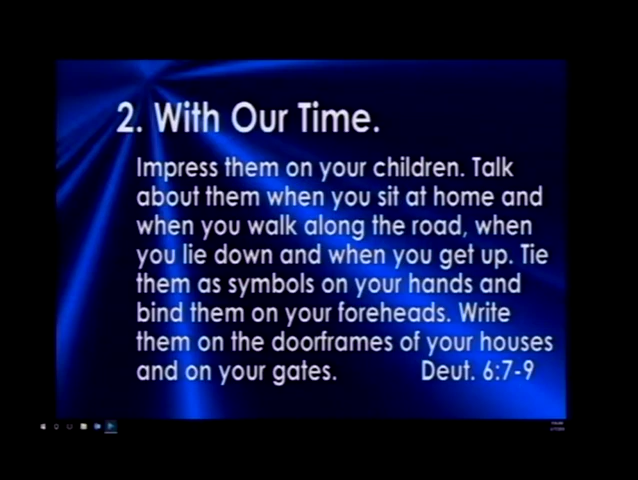 2. With Our Time.
Impress them on your children. Talk
about them when you sit at home and
when you walk along the road, when
you lie down and when you get up. Tie
them as symbols on your hands and
bind them on your foreheads. Write
them on the doorframes of your houses
and on your gates. Deut. 6:7-9